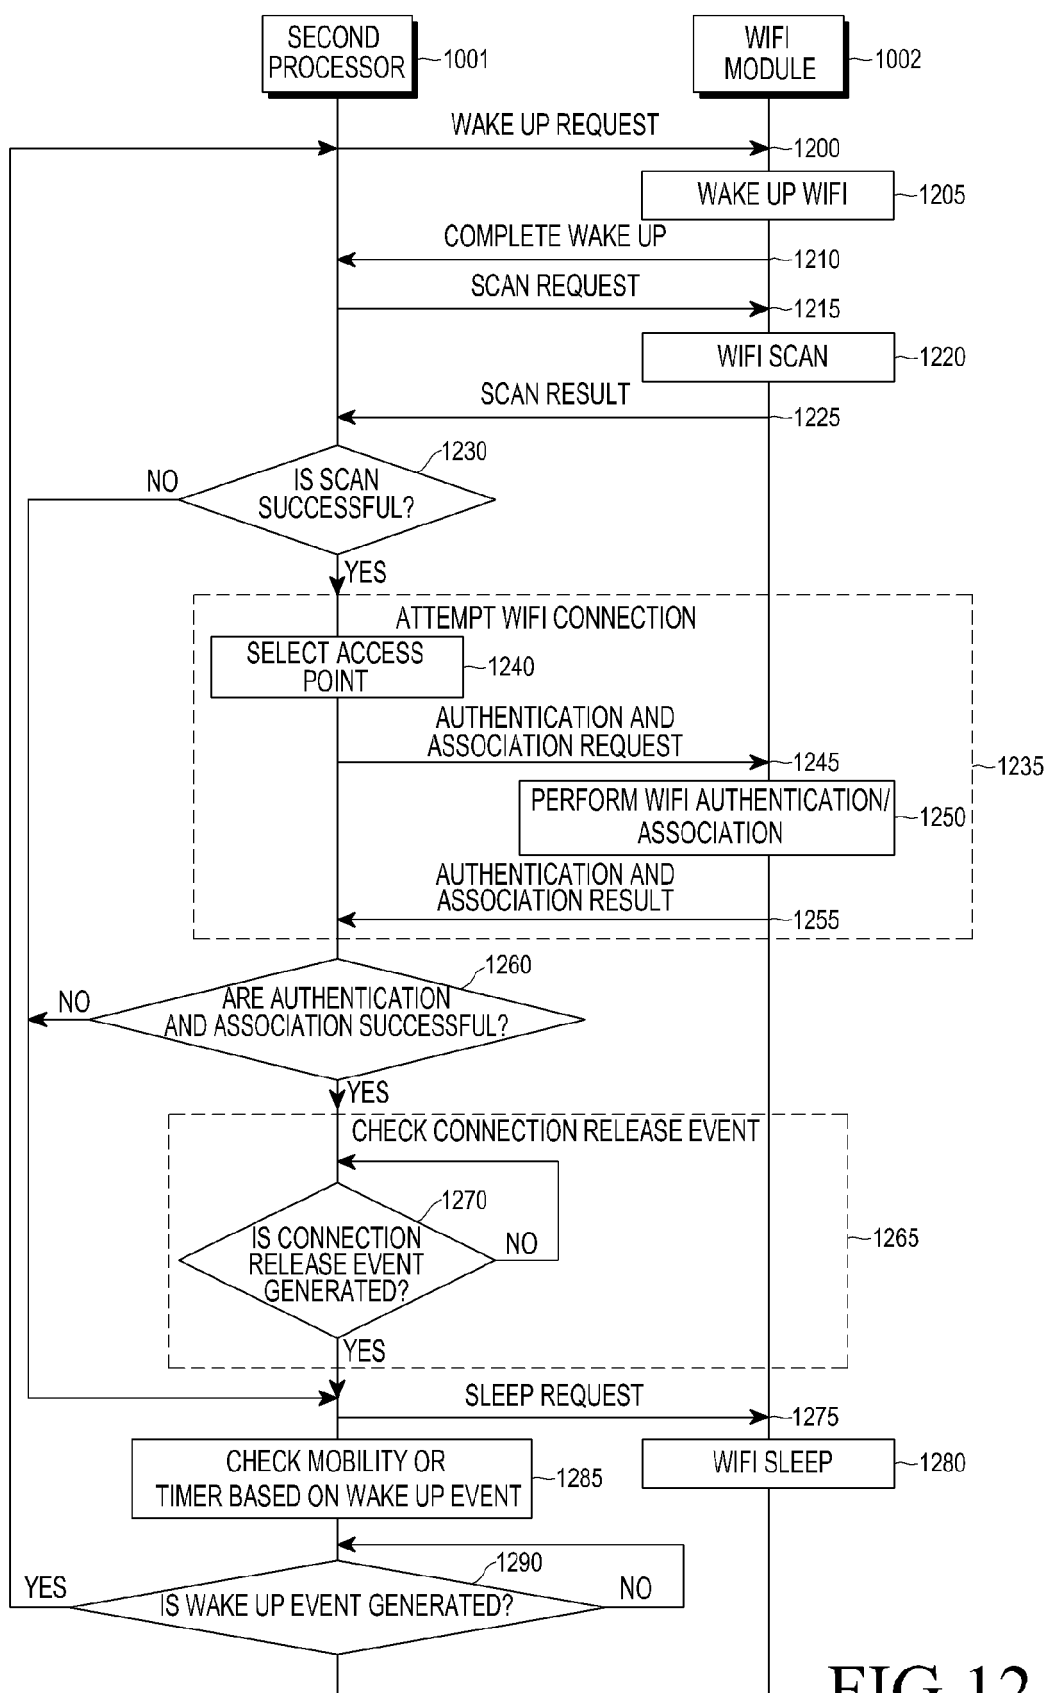 SECOND
PROCESSOR
1001
WIFI
MODULE
1002
WAKE UP REQUEST
1200
WAKE UP WIFI
1205
COMPLETE WAKE UP
1210
SCAN REQUEST
1215
WIFI SCAN
1220
SCAN RESULT
1225
1230
NO
IS SCAN
SUCCESSFUL?
YES
ATTEMPT WIFI CONNECTION
SELECT ACCESS
POINT
1240
AUTHENTICATION AND
ASSOCIATION REQUEST
1245
1235
PERFORM WIFI AUTHENTICATION/
ASSOCIATION
1250
AUTHENTICATION AND
ASSOCIATION RESULT
1255
1260
NO
ARE AUTHENTICATION
AND ASSOCIATION SUCCESSFUL?
YES
CHECK CONNECTION RELEASE EVENT
1270
IS CONNECTION
RELEASE EVENT
GENERATED?
NO
1265
YES
SLEEP REQUEST
1275
CHECK MOBILITY OR
TIMER BASED ON WAKE UP EVENT
1285
WIFI SLEEP
1280
1290
YES
IS WAKE UP EVENT GENERATED?
NO
FIG.12